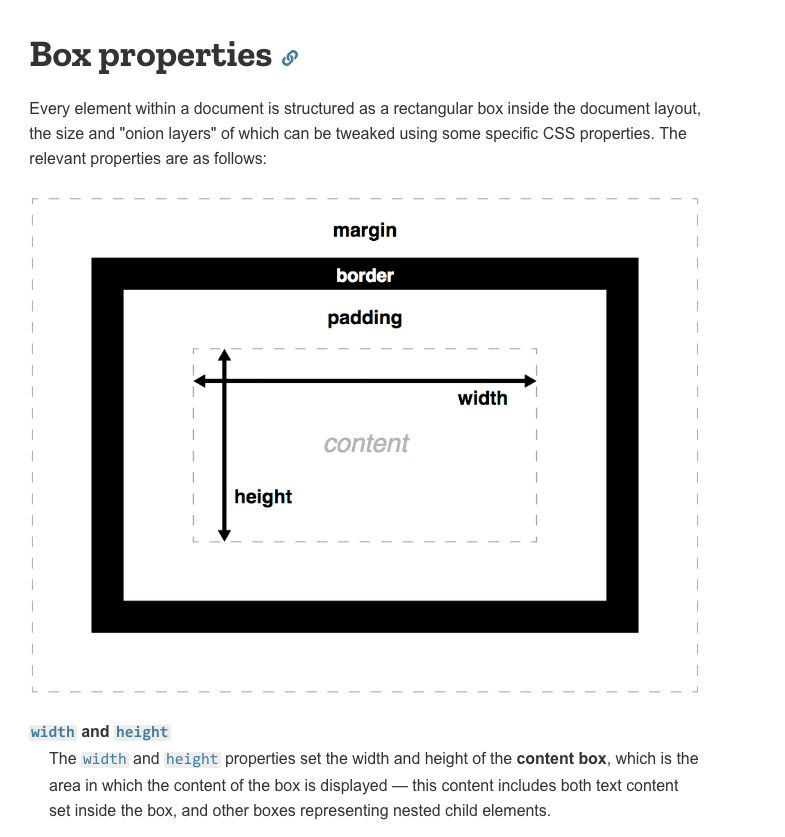 Box properties
Every element within a document is structured as a rectangular box inside the document layout,
the size and "onion layers" of which can be tweaked using some specific CSS properties. The
relevant properties are as follows:
margin
border
padding
width
content
height
width and height
The width and height properties set the width and height of the content box, which is the
area in which the content of the box is displayed — this content includes both text content
set inside the box, and other boxes representing nested child elements.